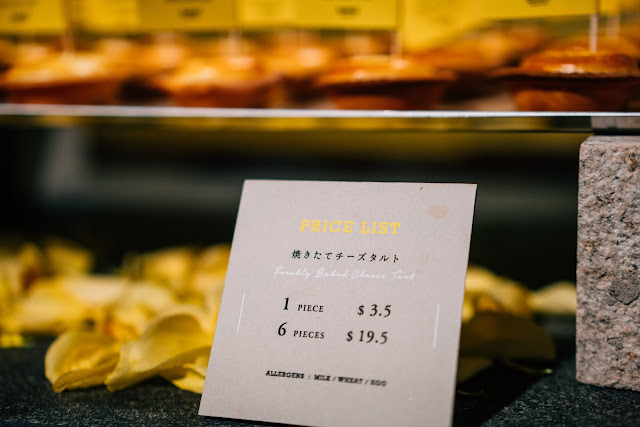 PRICE LIST
焼きたてチーズタルト
Freshly Baked Cheese Tart
1 PIECE $3.5
6 PIECES $19.5
ALLERGENS : MILK / WHEAT / EGG